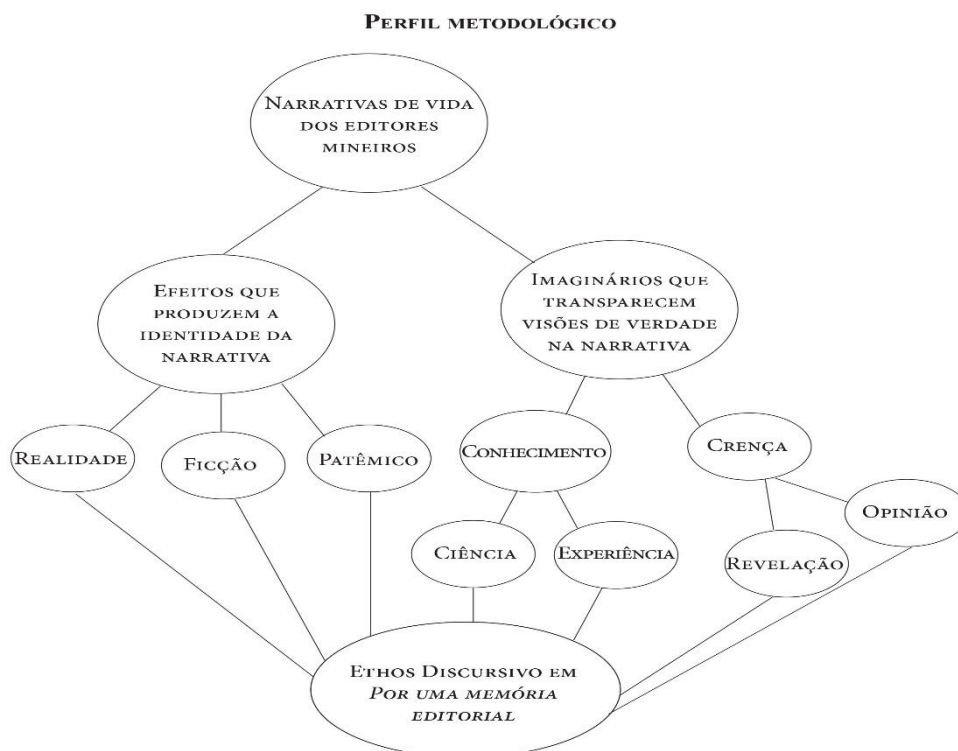 PERFIL METODOLÓGICO
NARRATIVAS DE VIDA
DOS EDITORES
MINEIROS
EFEITOS QUE
PRODUZEM A
IDENTIDADE DA
NARRATIVA
IMAGINÁRIOS QUE
TRANSPARECEM
VISÕES DE VERDADE
NA NARRATIVA
REALIDADE
FICÇÃO
PATÊMICO
CONHECIMENTO
CRENÇA
CIÊNCIA
EXPERIÊNCIA
REVELAÇÃO
OPINIÃO
ETHOS DISCURSIVO EM
POR UMA MEMÓRIA
EDITORIAL